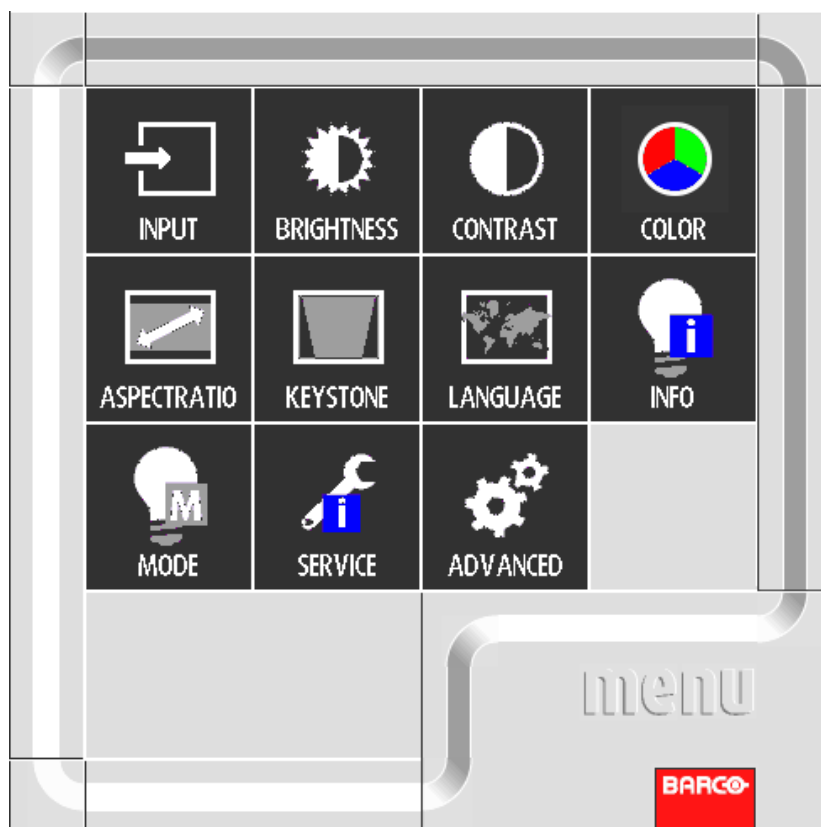 INPUT BRIGHTNESS CONTRAST COLOR
ASPECTRATIO KEYSTONE LANGUAGE i INFO
M MODE i SERVICE ADVANCED
menu
BARCO